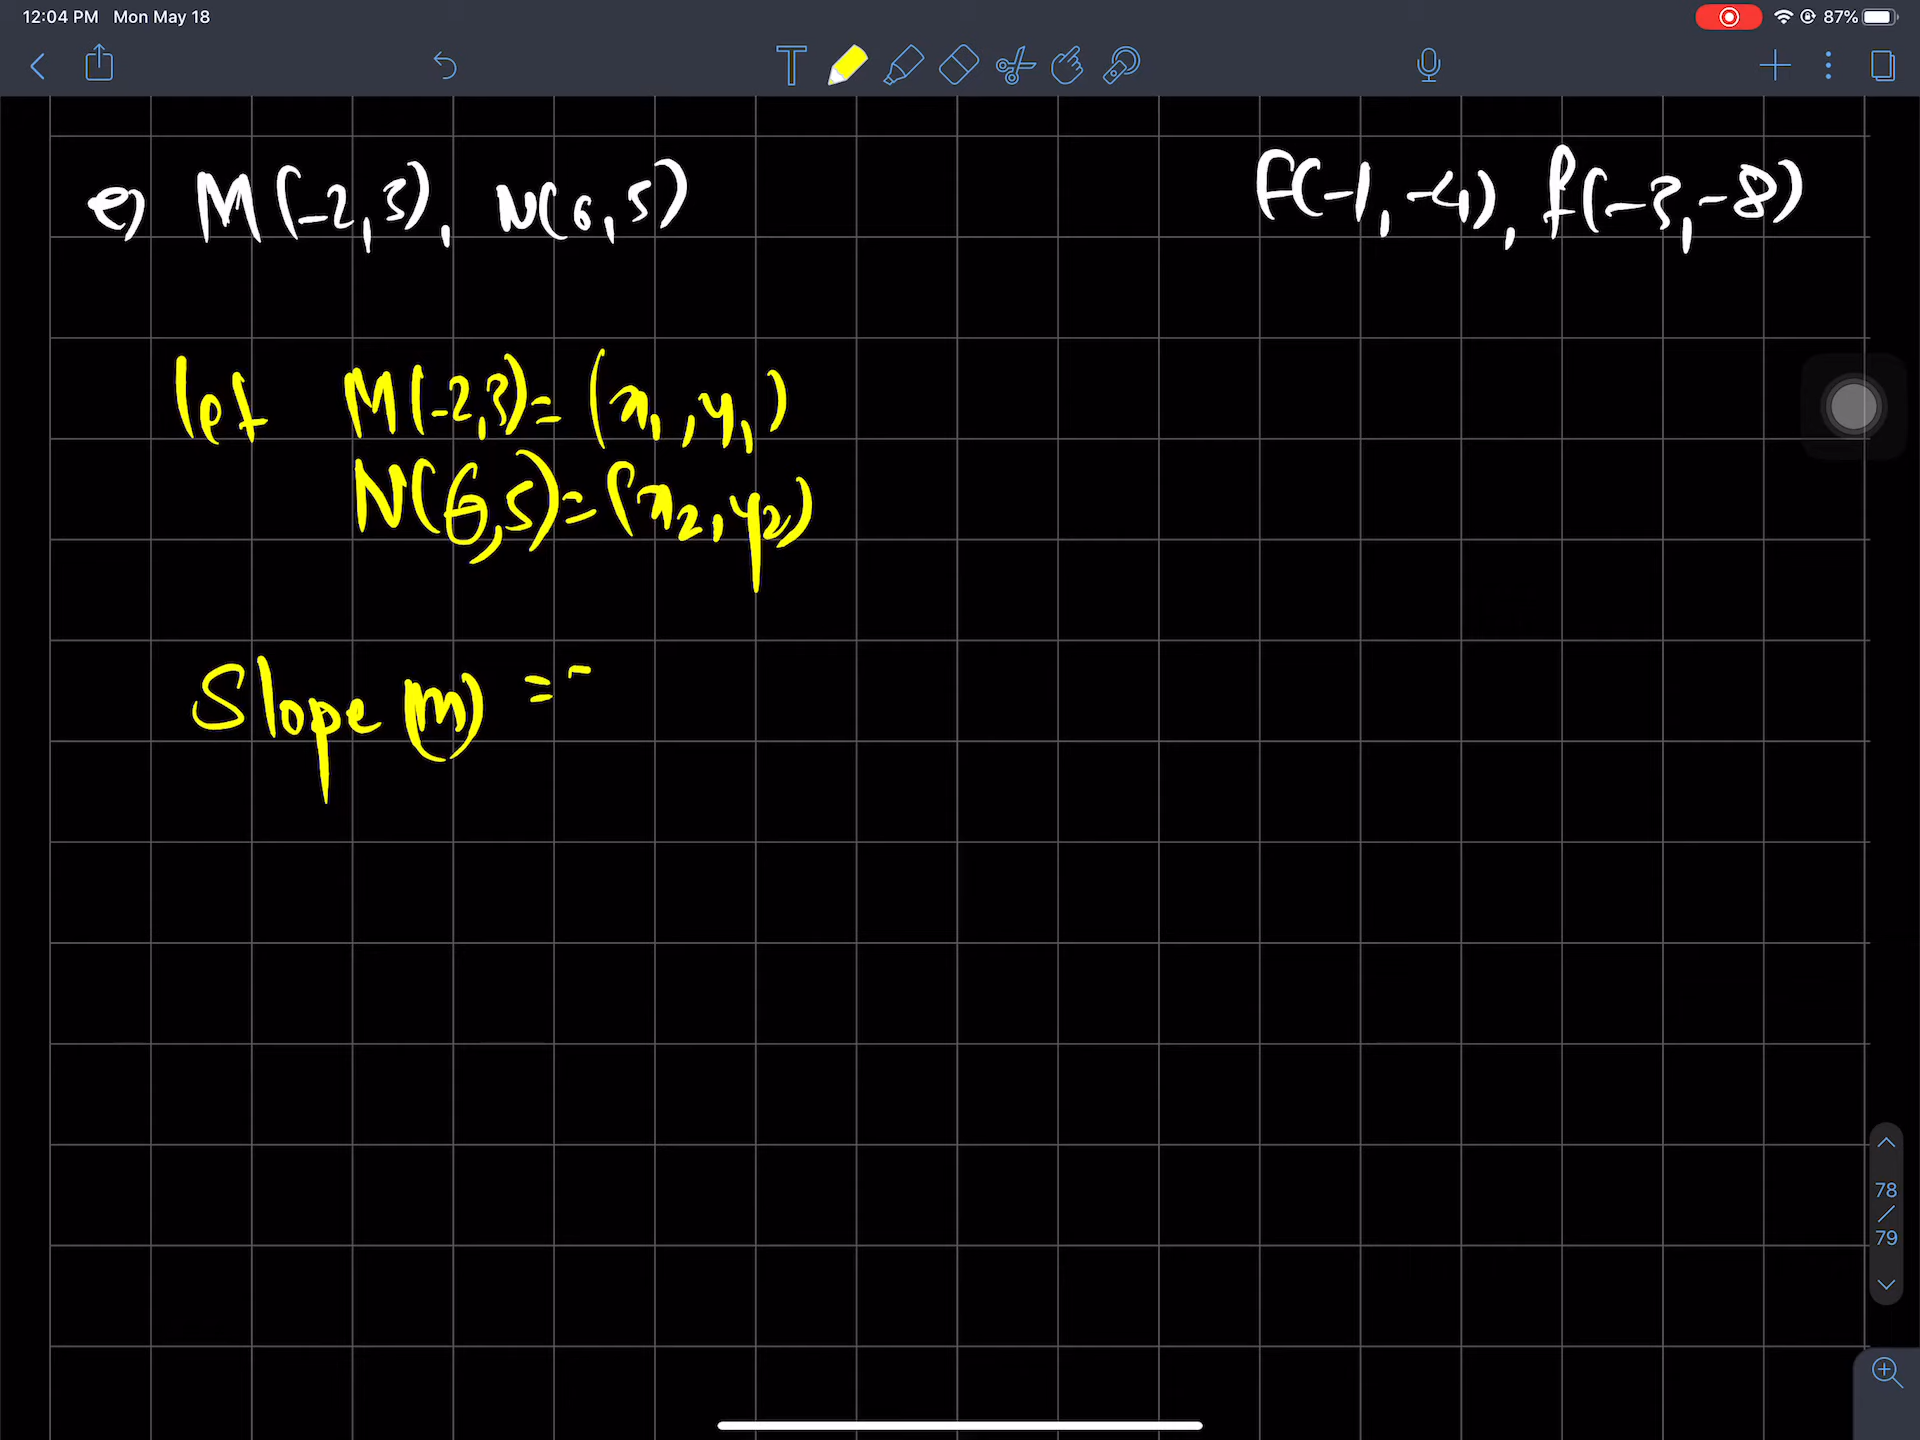 12:04 PM Mon May 18 87%
e) M(-2,3), N(6,5) F(-1,-4), f(-3,-8)
let M(-2,3)= (x₁,y₁)
N(6,5)=(x₂,y₂)
Slope (m) =
78
/
79